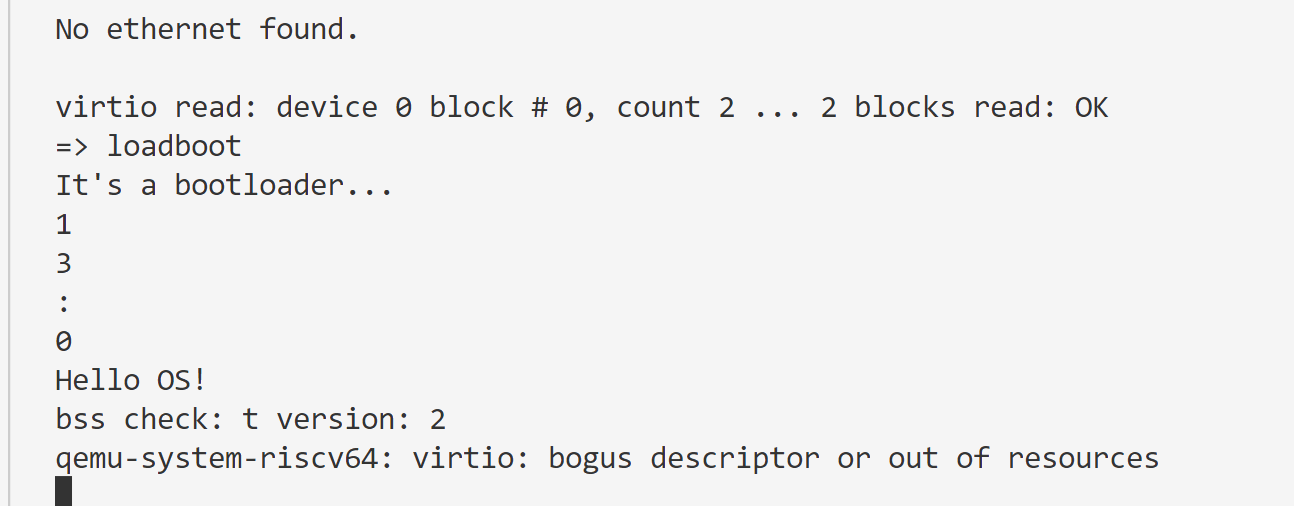 No ethernet found.
virtio read: device 0 block # 0, count 2 ... 2 blocks read: OK
=> loadboot
It's a bootloader...
1
3
:
0
Hello OS!
bss check: t version: 2
qemu-system-riscv64: virtio: bogus descriptor or out of resources